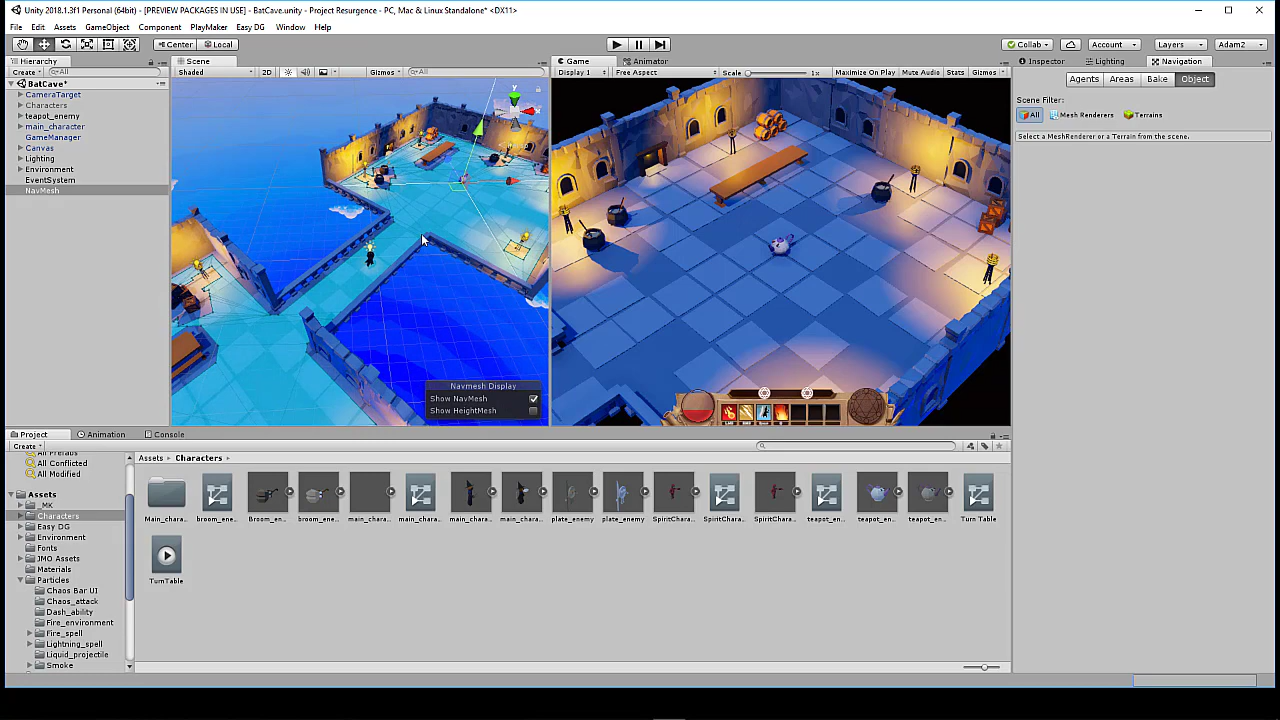 Unity 2018.1.3f1 Personal (64bit) - [PREVIEW PACKAGES IN USE] - BatCave.unity - Project Resurgence - PC, Mac & Linux Standalone* <DX11>
File Edit Assets GameObject Component PlayMaker Easy DG Window Help
Center Local Collab Account Layers Adam2
Hierarchy Scene Game Animator Inspector Lighting Navigation
Create All Shaded 2D Gizmos All Display 1 Free Aspect Scale 1x Maximize On Play Mute Audio Stats Gizmos
Agents Areas Bake Object
BatCave*
CameraTarget
Characters
teapot_enemy
main_character
GameManager
Canvas
Lighting
Environment
EventSystem
NavMesh
Scene Filter:
All Mesh Renderers Terrains
Select a MeshRenderer or a Terrain from the scene.
y
Navmesh Display
Show NavMesh
Show HeightMesh
Project Animation Console
Create
All Prefabs
All Conflicted
All Modified
Assets
_MK
Characters
Easy DG
Environment
Fonts
JMO Assets
Materials
Particles
Chaos Bar UI
Chaos_attack
Dash_ability
Fire_environment
Fire_spell
Lightning_spell
Liquid_projectile
Smoke
Assets Characters
Main_chara... broom_ene... Broom_en... broom_ene... main_chara... main_chara... main_chara... main_chara... plate_enemy plate_enemy SpiritChara... SpiritChara... SpiritChara... teapot_en... teapot_en... teapot_en... Turn Table
TurnTable